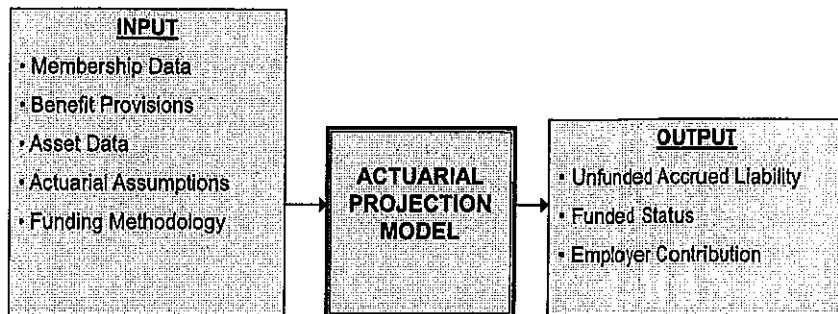 INPUT
• Membership Data
• Benefit Provisions
• Asset Data
• Actuarial Assumptions
• Funding Methodology
ACTUARIAL
PROJECTION
MODEL
OUTPUT
• Unfunded Accrued Liability
• Funded Status
• Employer Contribution